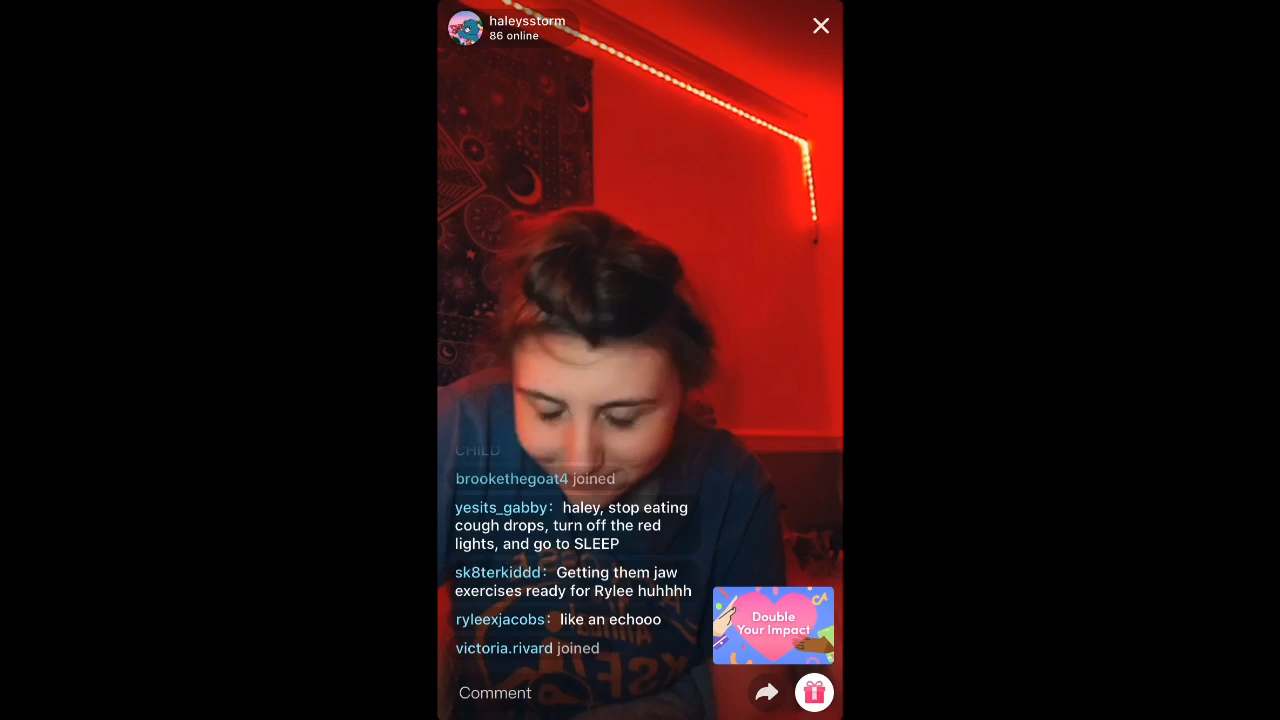 haleysstorm
86 online
CHILD
brookethegoat4 joined
yesits_gabby: haley, stop eating
cough drops, turn off the red
lights, and go to SLEEP
sk8terkiddd: Getting them jaw
exercises ready for Rylee huhhhh
ryleexjacobs: like an echooo
victoria.rivard joined
Double
Your Impact
Comment